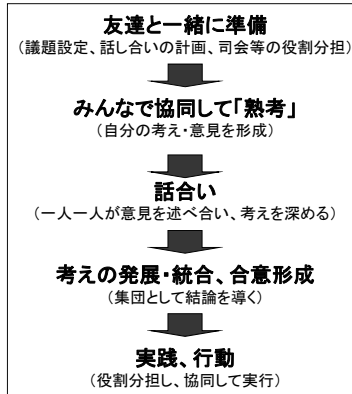 友達と一緒に準備
(議題設定、話し合いの計画、司会等の役割分担)
みんなで協同して「熟考」
(自分の考え・意見を形成)
話合い
(一人一人が意見を述べ合い、考えを深める)
考えの発展・統合、合意形成
(集団として結論を導く)
実践、行動
(役割分担し、協同して実行)